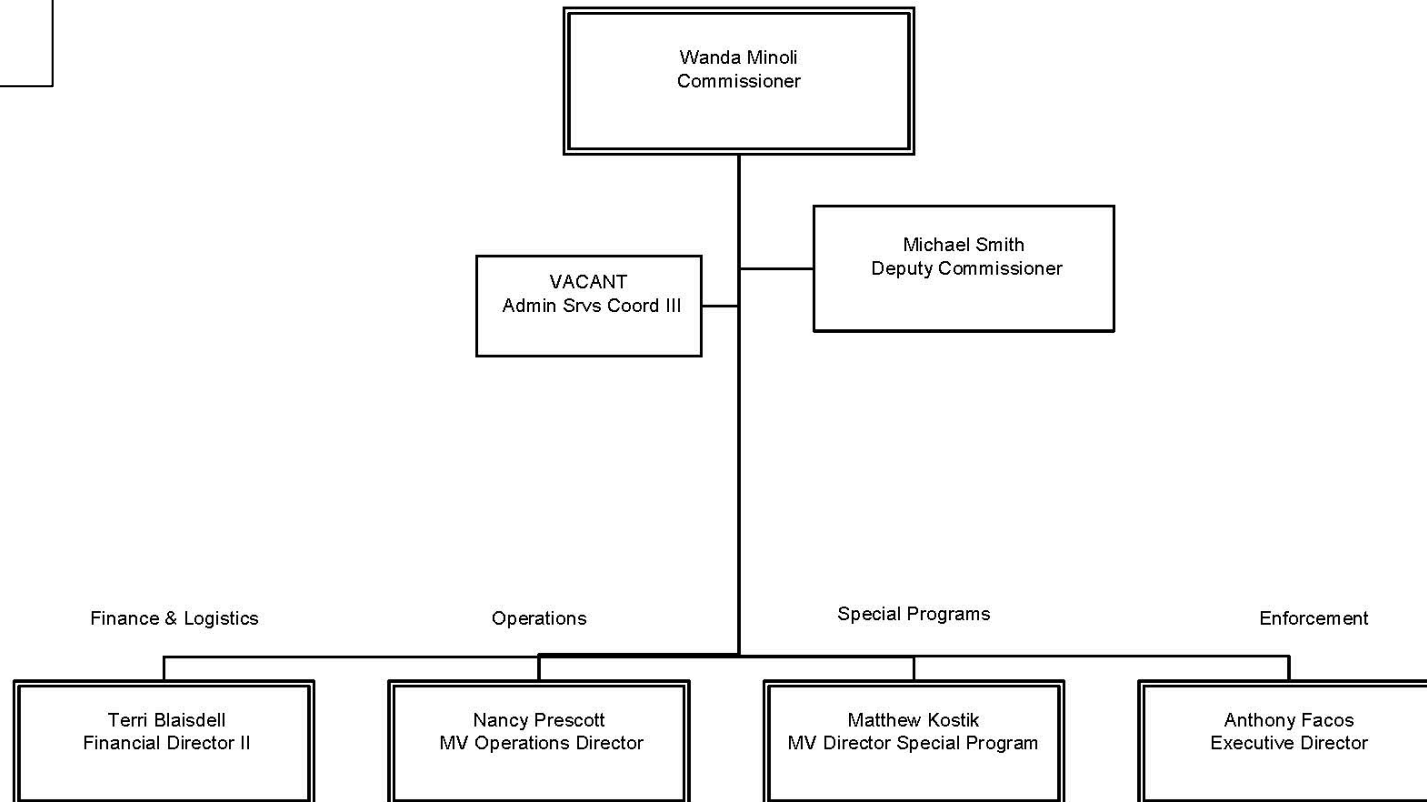 Wanda Minoli
Commissioner
Michael Smith
Deputy Commissioner
VACANT
Admin Srvs Coord III
Finance & Logistics
Operations
Special Programs
Enforcement
Terri Blaisdell
Financial Director II
Nancy Prescott
MV Operations Director
Matthew Kostik
MV Director Special Program
Anthony Facos
Executive Director